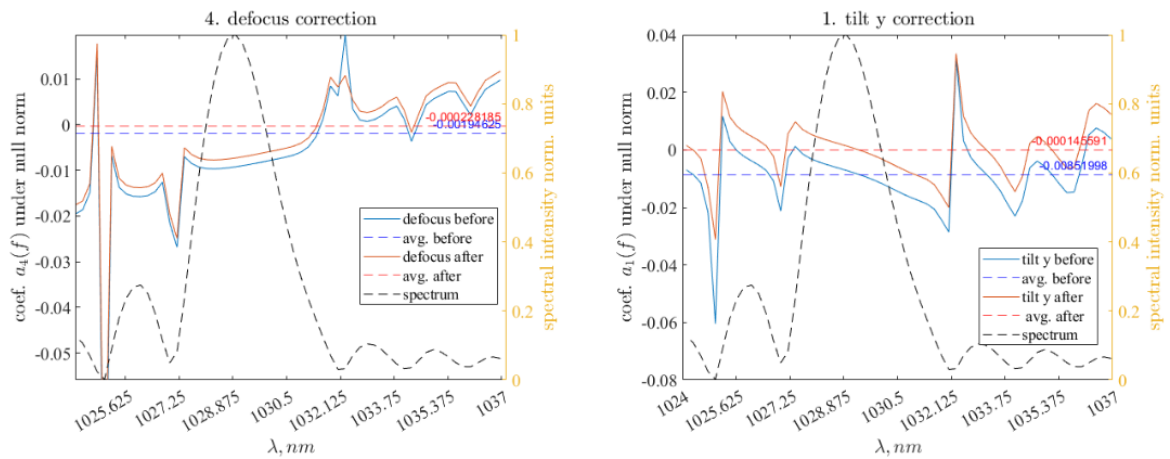 4. defocus correction
coef. a₄(f) under mull norm
0.01
0
-0.01
-0.02
-0.03
-0.04
-0.05
1
0.8
0.6
0.4
0.2
0
spectral intensity norm. units
-0.000228185
-0.00194625
defocus before
avg. before
defocus after
avg. after
spectrum
1025.625
1027.25
1028.875
1030.5
1032.125
1033.75
1035.375
1037
λ, nm
1. tilt y correction
coef. a₁(f) under mull norm
0.04
0.02
0
-0.02
-0.04
-0.06
-0.08
1
0.8
0.6
0.4
0.2
0
spectral intensity norm. units
-0.000145591
-0.00851998
tilt y before
avg. before
tilt y after
avg. after
spectrum
1024
1025.625
1027.25
1028.875
1030.5
1032.125
1033.75
1035.375
1037
λ, nm